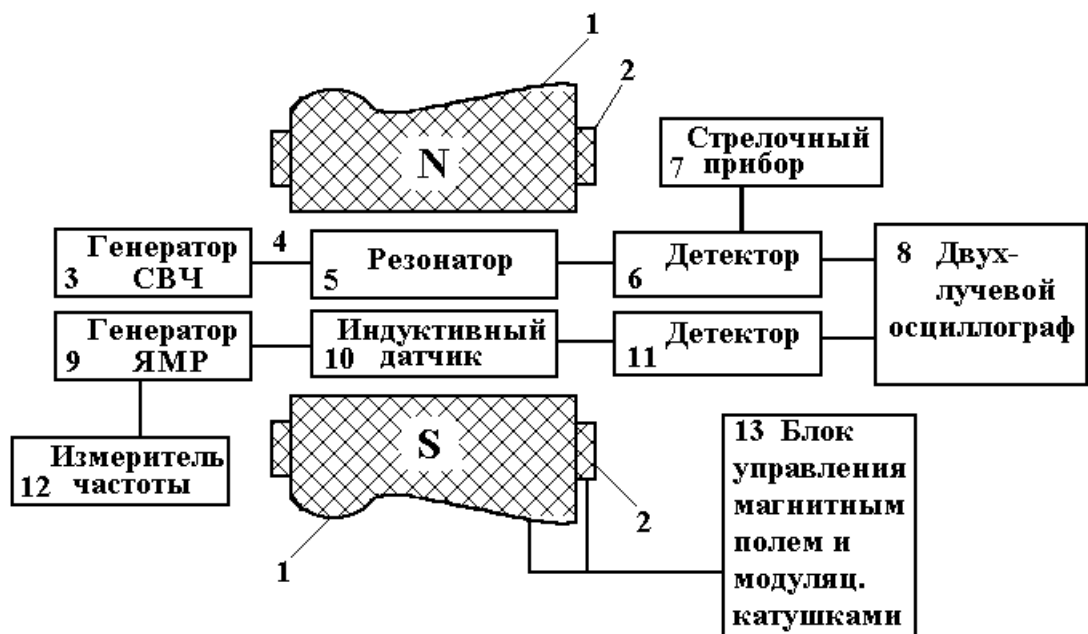 1
2
N
Стрелочный
7 прибор
Генератор
3 СВЧ
4
Резонатор
5
Детектор
6
8 Двух-
лучевой
осциллограф
Генератор
9 ЯМР
Индуктивный
10 датчик
Детектор
11
S
Измеритель
12 частоты
2
1
13 Блок
управления
магнитным
полем и
модуляц.
катушками